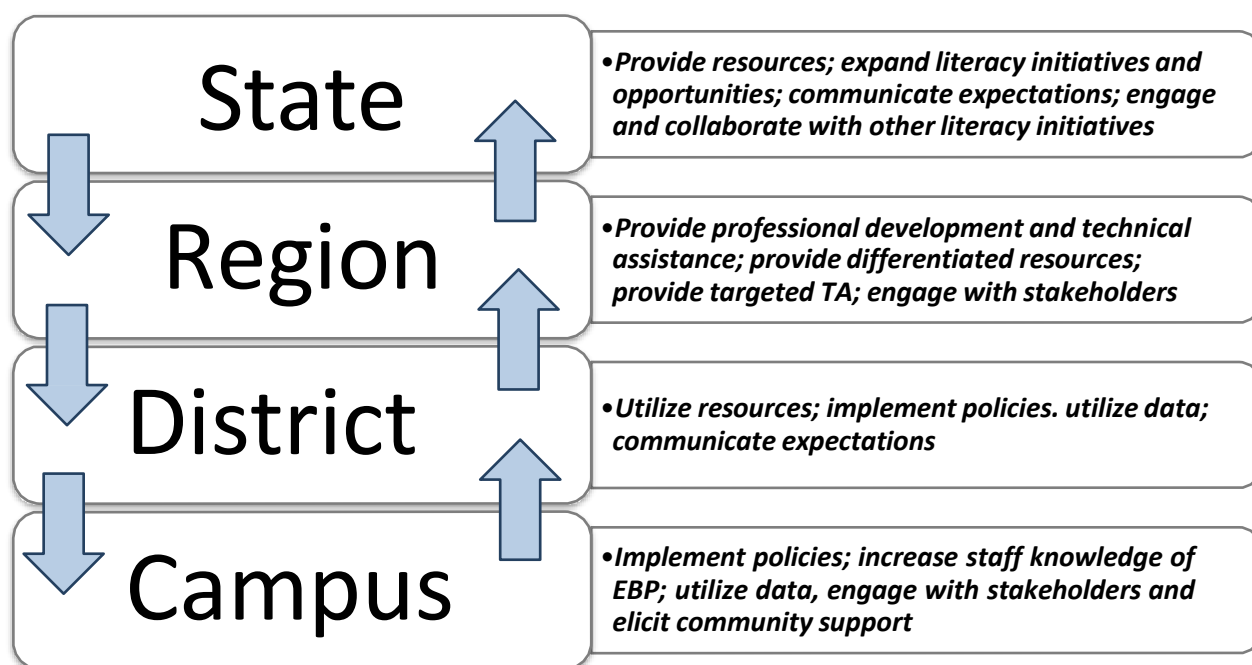 State
•Provide resources; expand literacy initiatives and
opportunities; communicate expectations; engage
and collaborate with other literacy initiatives
Region
•Provide professional development and technical
assistance; provide differentiated resources;
provide targeted TA; engage with stakeholders
District
•Utilize resources; implement policies. utilize data;
communicate expectations
Campus
•Implement policies; increase staff knowledge of
EBP; utilize data, engage with stakeholders and
elicit community support